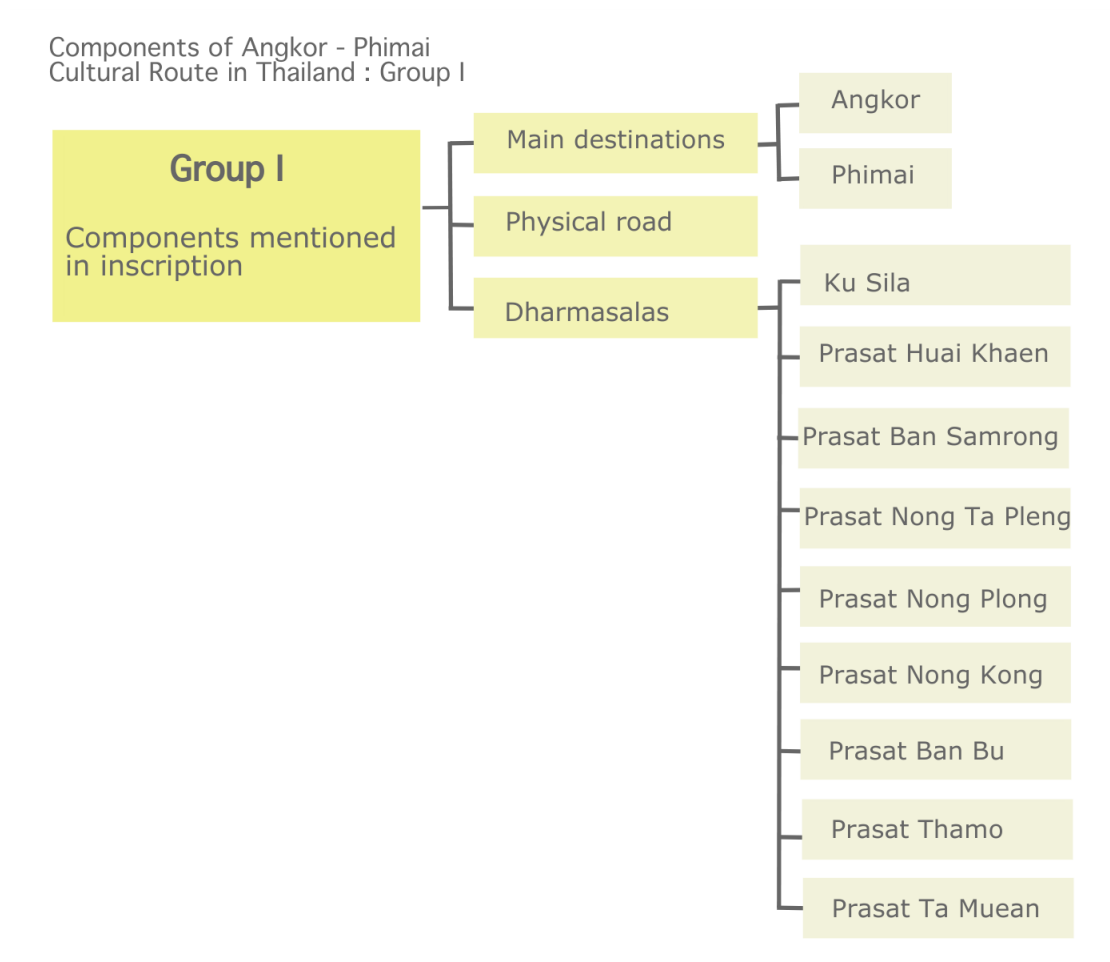 Components of Angkor - Phimai
Cultural Route in Thailand : Group I
Group I
Components mentioned
in inscription
Main destinations
Physical road
Dharmasalas
Angkor
Phimai
Ku Sila
Prasat Huai Khaen
Prasat Ban Samrong
Prasat Nong Ta Pleng
Prasat Nong Plong
Prasat Nong Kong
Prasat Ban Bu
Prasat Thamo
Prasat Ta Muean